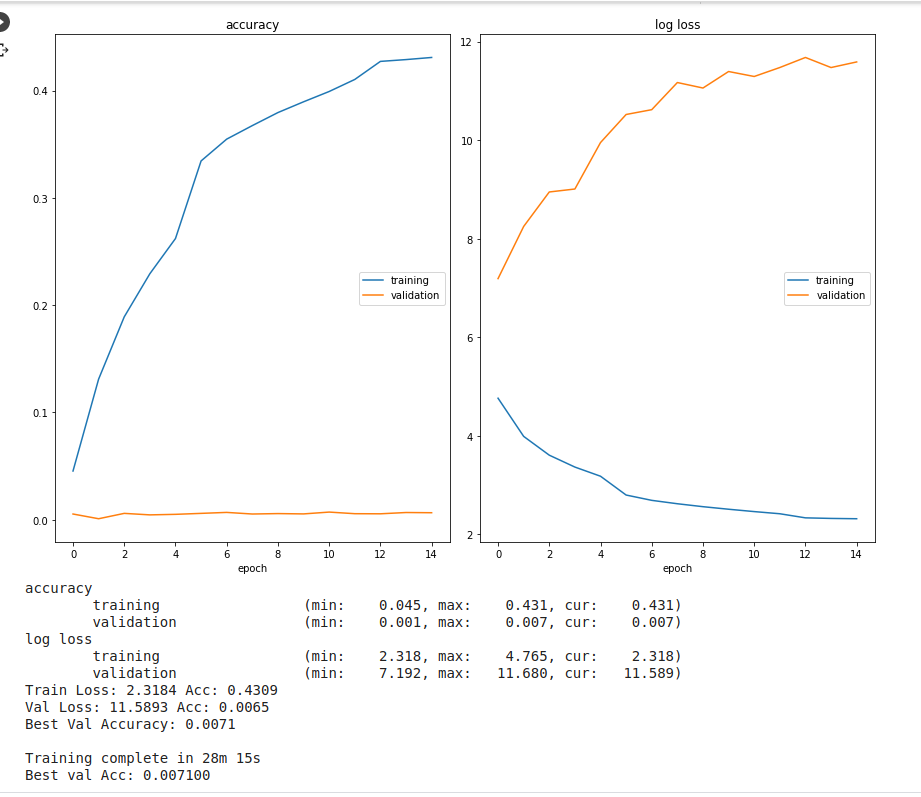 accuracy
log loss
0.4
0.3
0.2
0.1
0.0
0 2 4 6 8 10 12 14
epoch
training
validation
12
10
8
6
4
2
0 2 4 6 8 10 12 14
epoch
training
validation
accuracy
training (min: 0.045, max: 0.431, cur: 0.431)
validation (min: 0.001, max: 0.007, cur: 0.007)
log loss
training (min: 2.318, max: 4.765, cur: 2.318)
validation (min: 7.192, max: 11.680, cur: 11.589)
Train Loss: 2.3184 Acc: 0.4309
Val Loss: 11.5893 Acc: 0.0065
Best Val Accuracy: 0.0071
Training complete in 28m 15s
Best val Acc: 0.007100